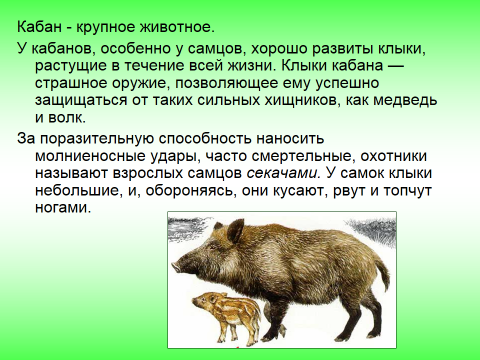 Кабан - крупное животное.
У кабанов, особенно у самцов, хорошо развиты клыки,
растущие в течение всей жизни. Клыки кабана —
страшное оружие, позволяющее ему успешно
защищаться от таких сильных хищников, как медведь
и волк.
За поразительную способность наносить
молниеносные удары, часто смертельные, охотники
называют взрослых самцов секачами. У самок клыки
небольшие, и, обороняясь, они кусают, рвут и топчут
ногами.